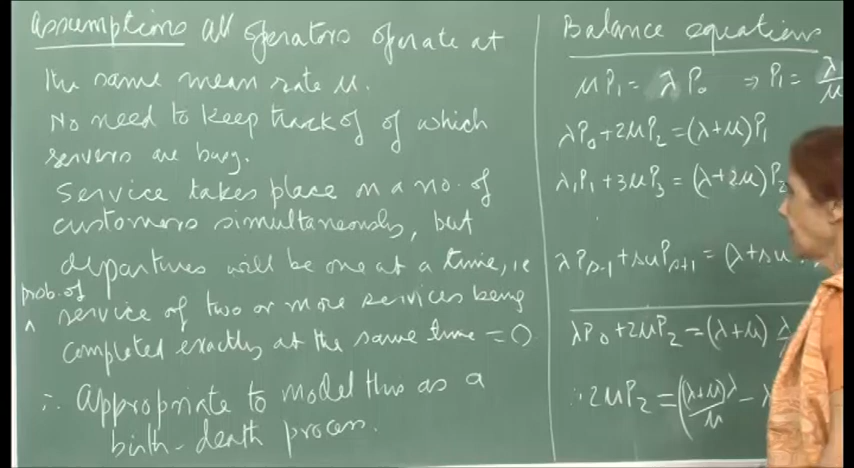 Assumptions All operators operate at
the same mean rate μ.
No need to keep track of of which
servers are busy.
Service takes place on a no. of
customers simultaneously, but
departures will be one at a time, ie
prob. of
^ service of two or more services being
completed exactly at the same time = 0
∴ Appropriate to model this as a
birth-death process.
Balance equations
μP₁ = λP₀ ⇒ P₁ = λ/μ
λP₀ + 2μP₂ = (λ+μ)P₁
λ₁P₁ + 3μP₃ = (λ+2μ)P₂
λPₛ₋₁ + sμPₛ₊₁ = (λ+sμ
λP₀ + 2μP₂ = (λ+μ) λ
∴ 2μP₂ = ((λ+μ)λ/μ - λ